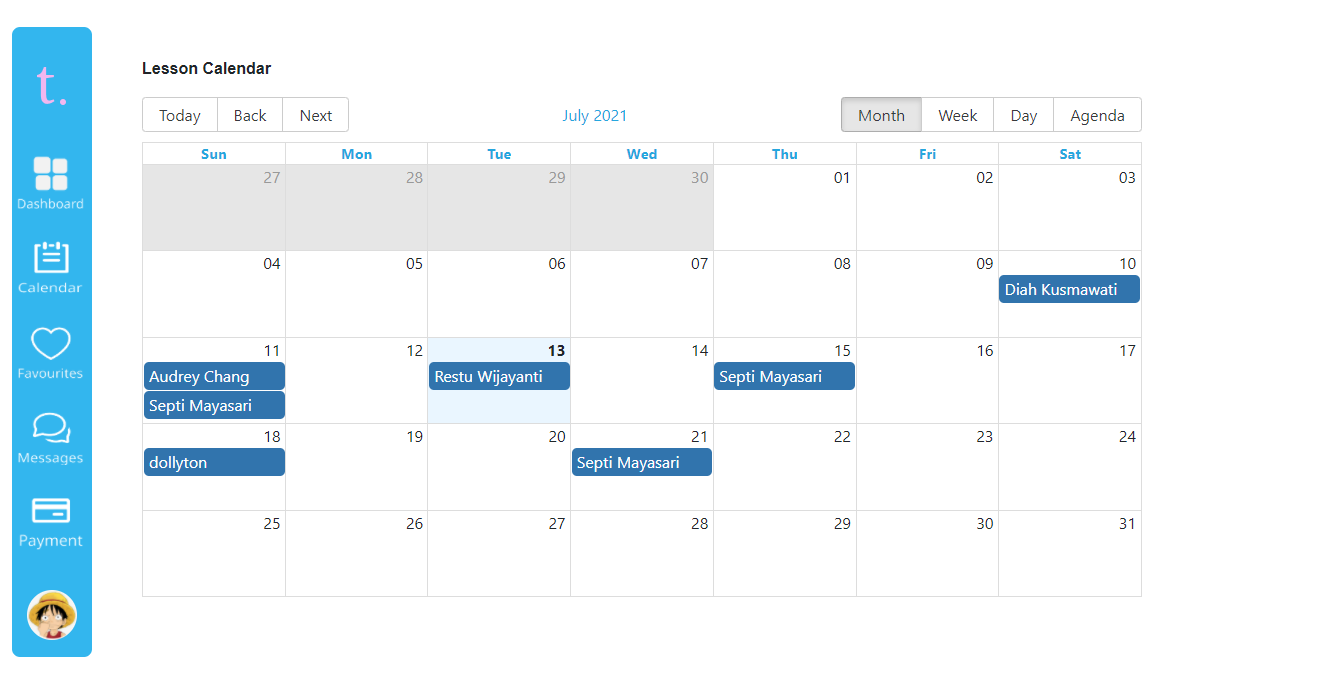 t.
Dashboard
Calendar
Favourites
Messages
Payment
Lesson Calendar
Today Back Next July 2021 Month Week Day Agenda
Sun Mon Tue Wed Thu Fri Sat
27 28 29 30 01 02 03
04 05 06 07 08 09 10
Diah Kusmawati
11 12 13 14 15 16 17
Audrey Chang Restu Wijayanti Septi Mayasari
Septi Mayasari
18 19 20 21 22 23 24
dollyton Septi Mayasari
25 26 27 28 29 30 31